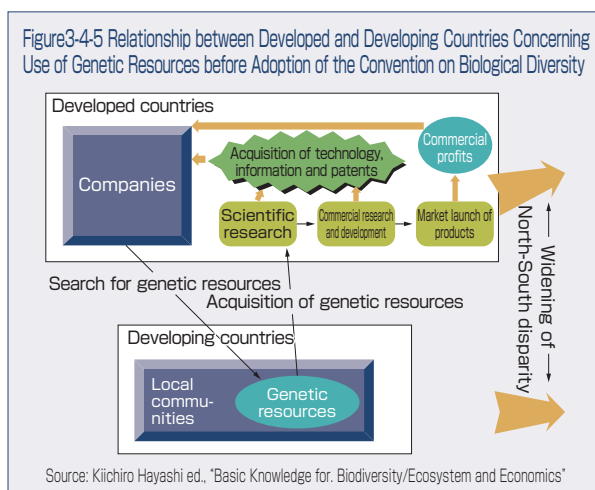 Figure3-4-5 Relationship between Developed and Developing Countries Concerning
Use of Genetic Resources before Adoption of the Convention on Biological Diversity
Developed countries
Companies
Acquisition of technology,
information and patents
Commercial
profits
Scientific
research
Commercial research
and development
Market launch of
products
Search for genetic resources
Acquisition of genetic resources
Widening of
North-South disparity
Developing countries
Local
commu-
nities
Genetic
resources
Source: Kiichiro Hayashi ed., "Basic Knowledge for. Biodiversity/Ecosystem and Economics"